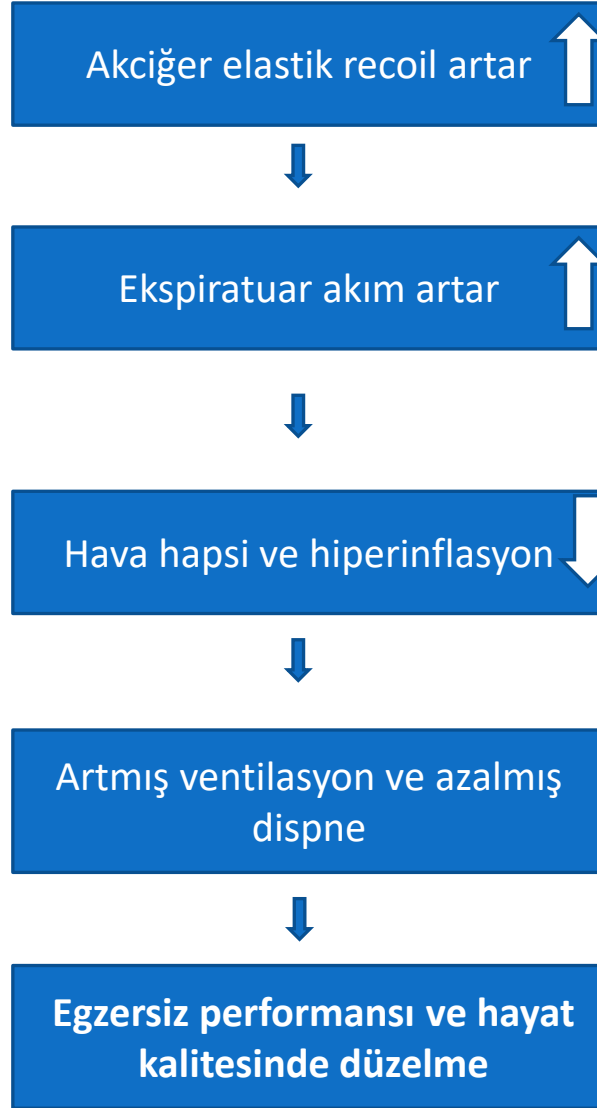 Akciğer elastik recoil artar
Ekspiratuar akım artar
Hava hapsi ve hiperinflasyon
Artmış ventilasyon ve azalmış
dispne
Egzersiz performansı ve hayat
kalitesinde düzelme